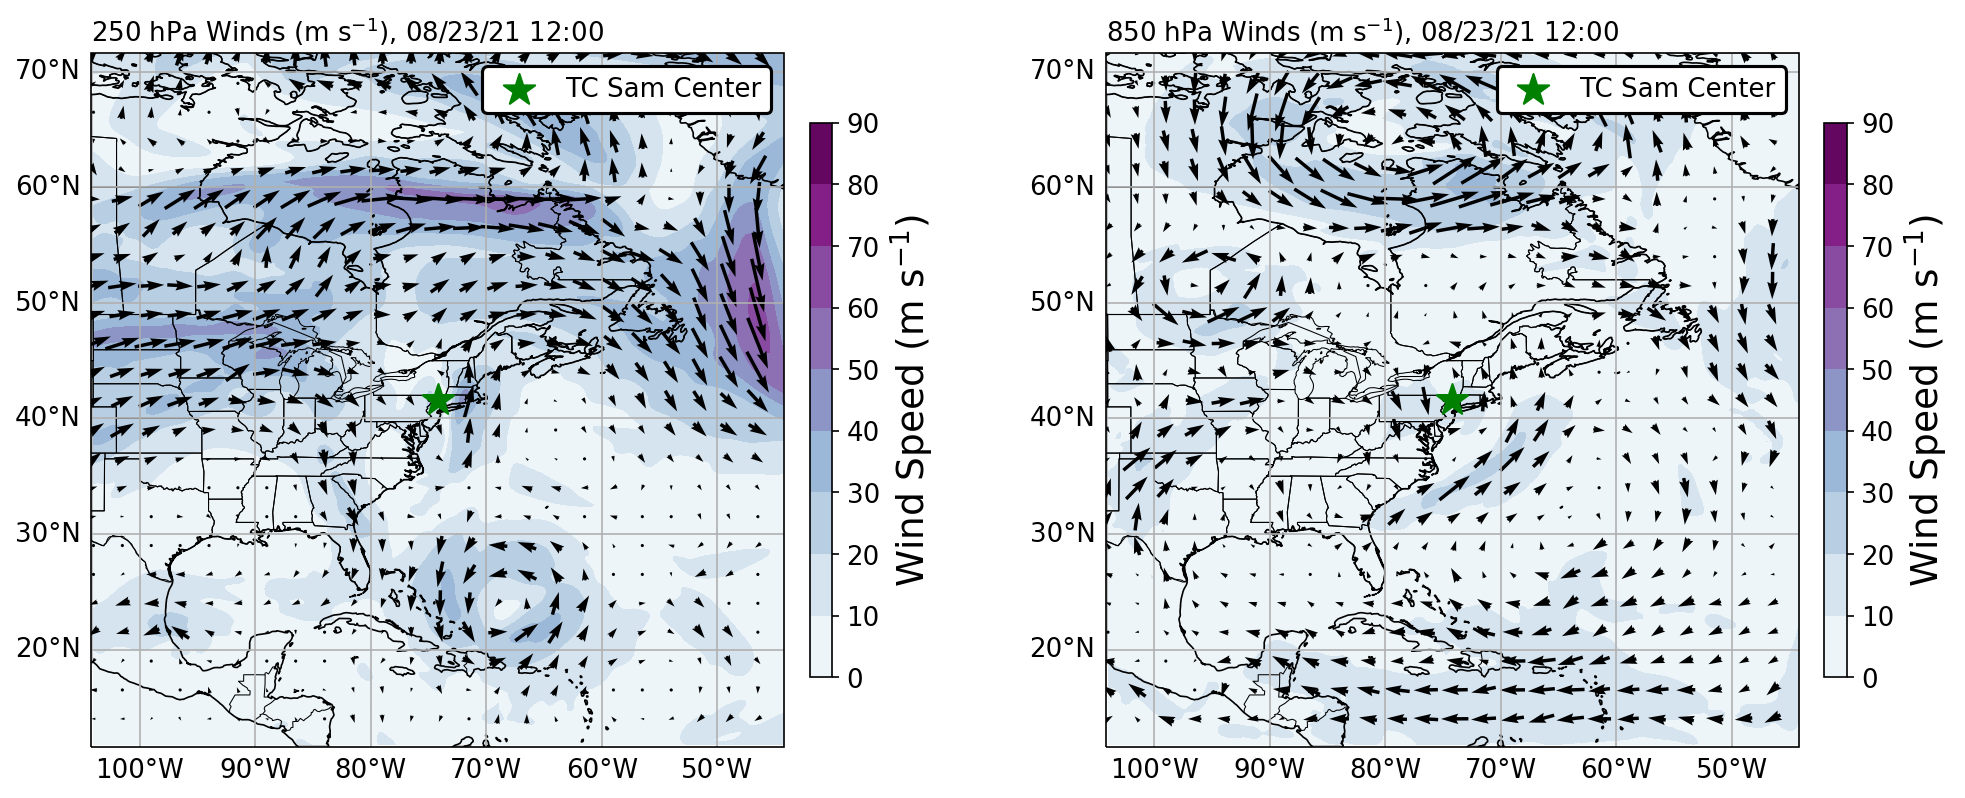 250 hPa Winds (m s⁻¹), 08/23/21 12:00
TC Sam Center
70°N
60°N
50°N
40°N
30°N
20°N
100°W 90°W 80°W 70°W 60°W 50°W
90
80
70
60
50
40
30
20
10
0
Wind Speed (m s⁻¹)
850 hPa Winds (m s⁻¹), 08/23/21 12:00
TC Sam Center
70°N
60°N
50°N
40°N
30°N
20°N
100°W 90°W 80°W 70°W 60°W 50°W
90
80
70
60
50
40
30
20
10
0
Wind Speed (m s⁻¹)